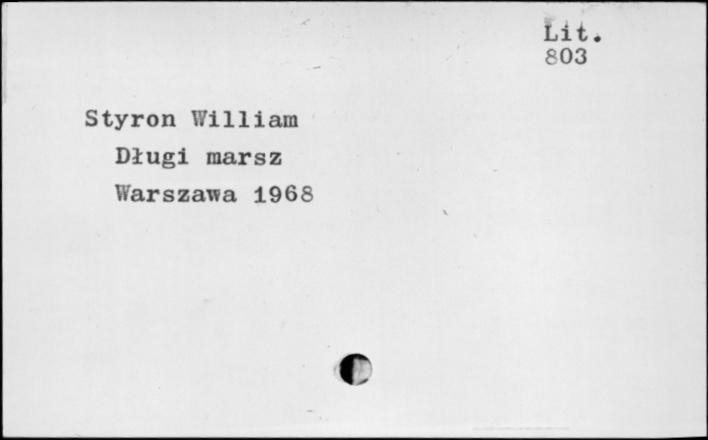 Lit.
803
Styron William
Długi marsz
Warszawa 1968